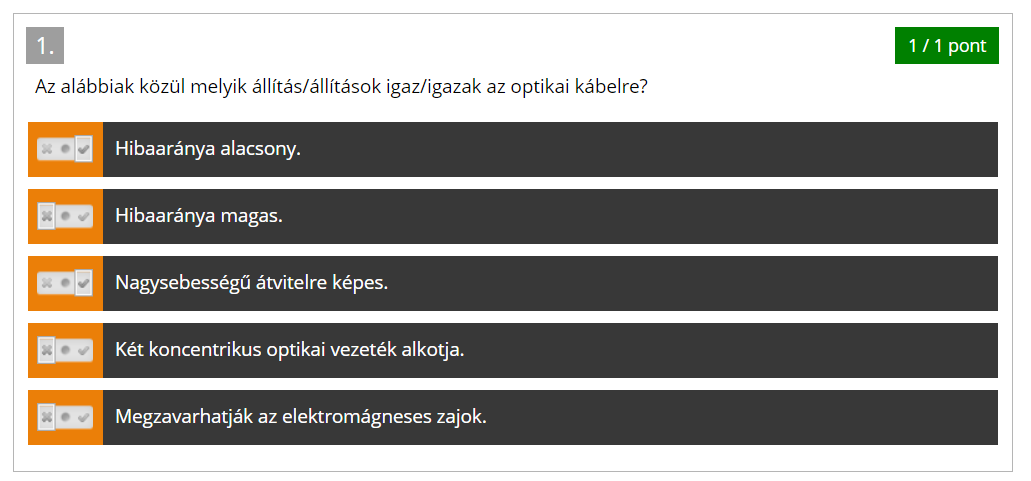 1.
1 / 1 pont
Az alábbiak közül melyik állítás/állítások igaz/igazak az optikai kábelre?
Hibaaránya alacsony.
Hibaaránya magas.
Nagysebességű átvitelre képes.
Két koncentrikus optikai vezeték alkotja.
Megzavarhatják az elektromágneses zajok.